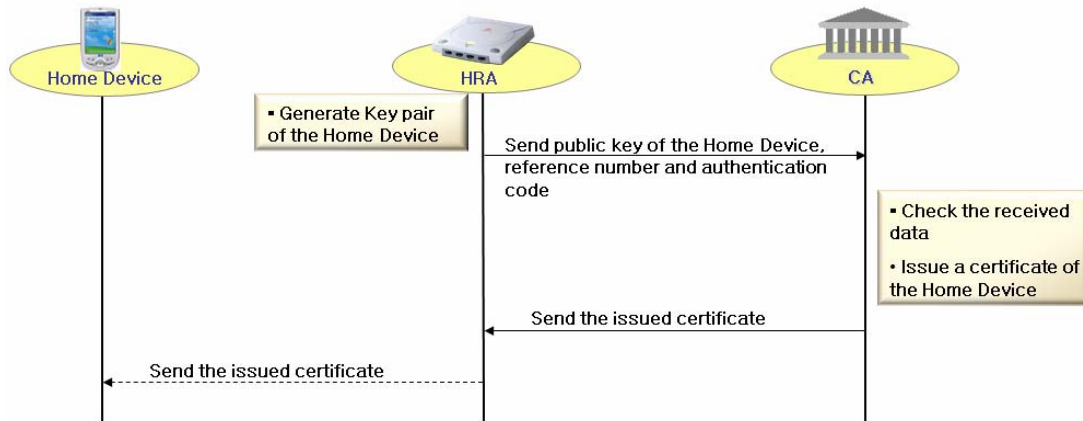 Home Device
HRA
CA
▪ Generate Key pair
of the Home Device
Send public key of the Home Device,
reference number and authentication
code
▪ Check the received
data
• Issue a certificate of
the Home Device
Send the issued certificate
Send the issued certificate